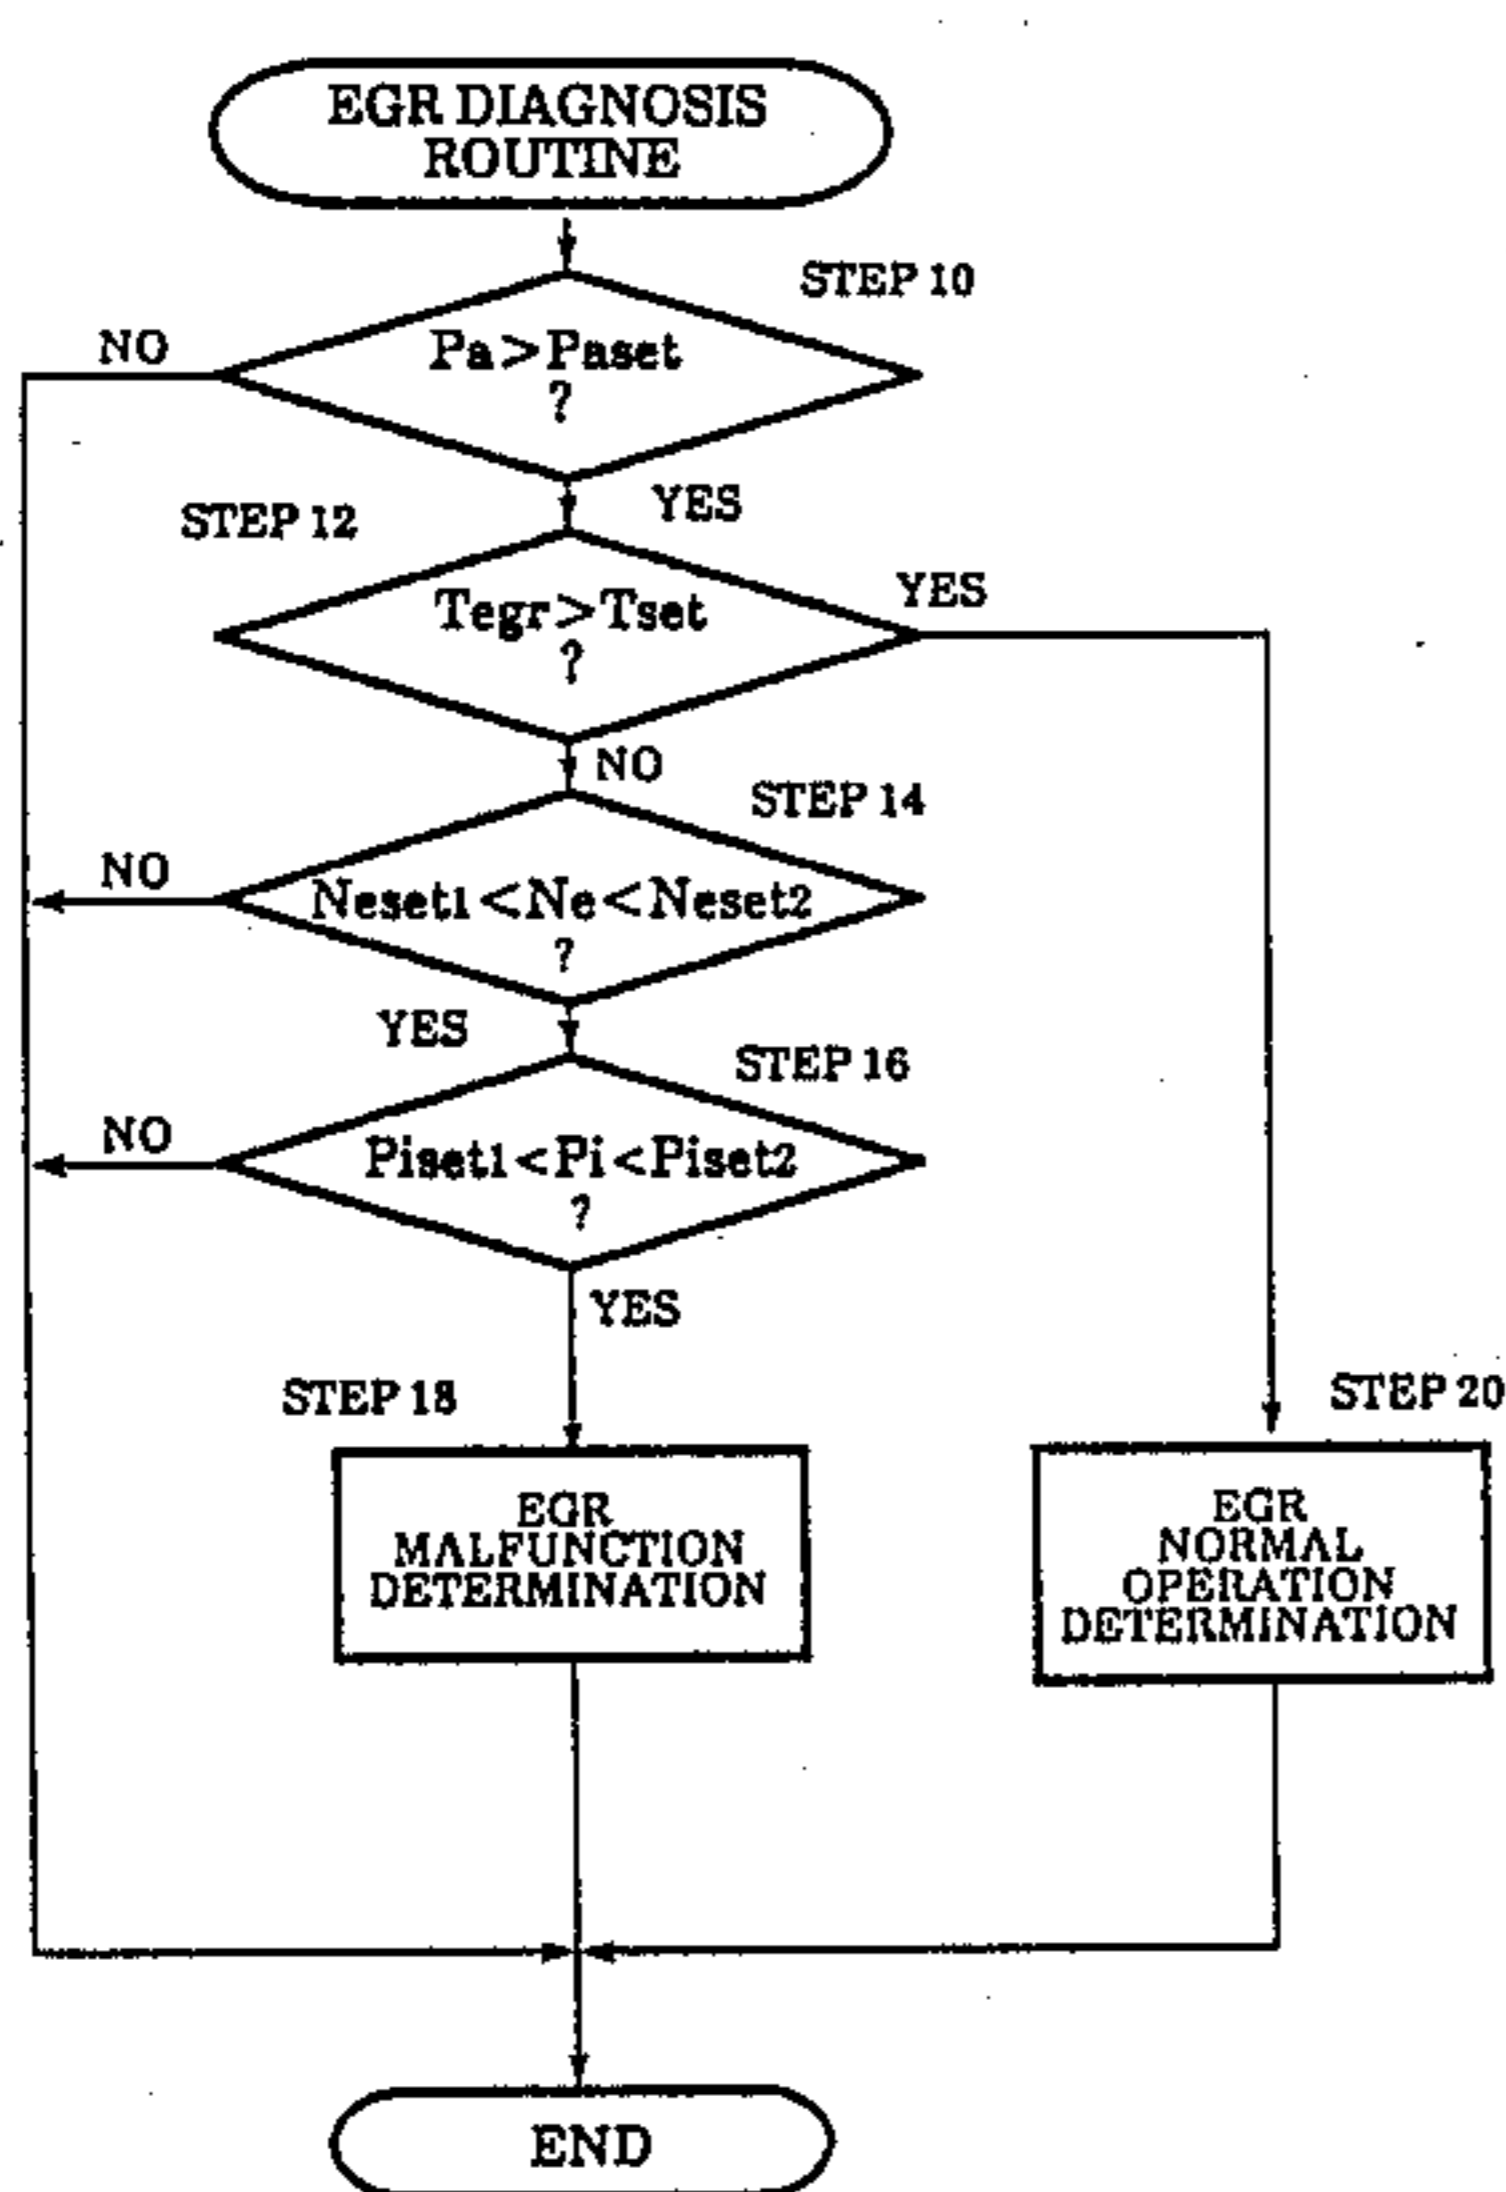 EGR DIAGNOSIS
ROUTINE
STEP 10
NO
Pa>Paset
?
YES
STEP 12
Tegr>Tset
?
YES
NO
STEP 14
NO
Neset1<Ne<Neset2
?
YES
STEP 16
NO
Piset1<Pi<Piset2
?
YES
STEP 18
EGR
MALFUNCTION
DETERMINATION
STEP 20
EGR
NORMAL
OPERATION
DETERMINATION
END